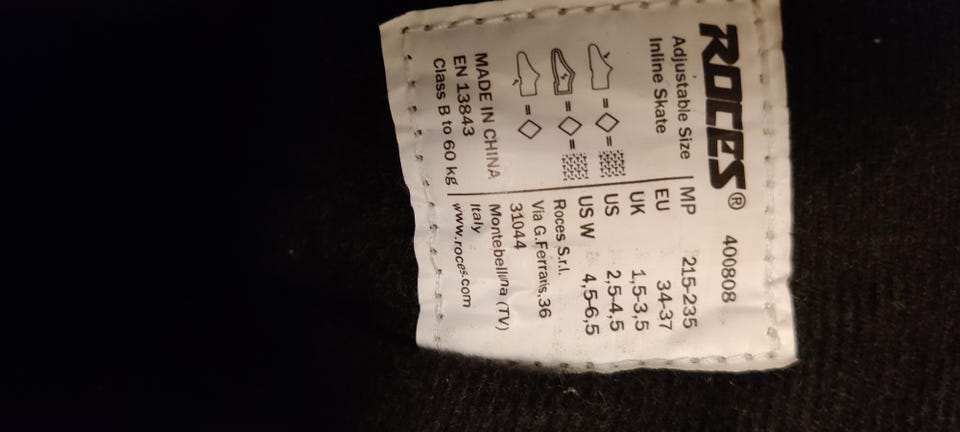 ROCES® 400808
Adjustable Size
Inline Skate
MP 215-235
EU 34-37
UK 1,5-3,5
US 2,5-4,5
US W 4,5-6,5
= =
= =
=
MADE IN CHINA
EN 13843
Class B to 60 kg
Roces S.r.l.
Via G.Ferraris,36
31044
Montebelluna (TV)
Italy
www.roces.com